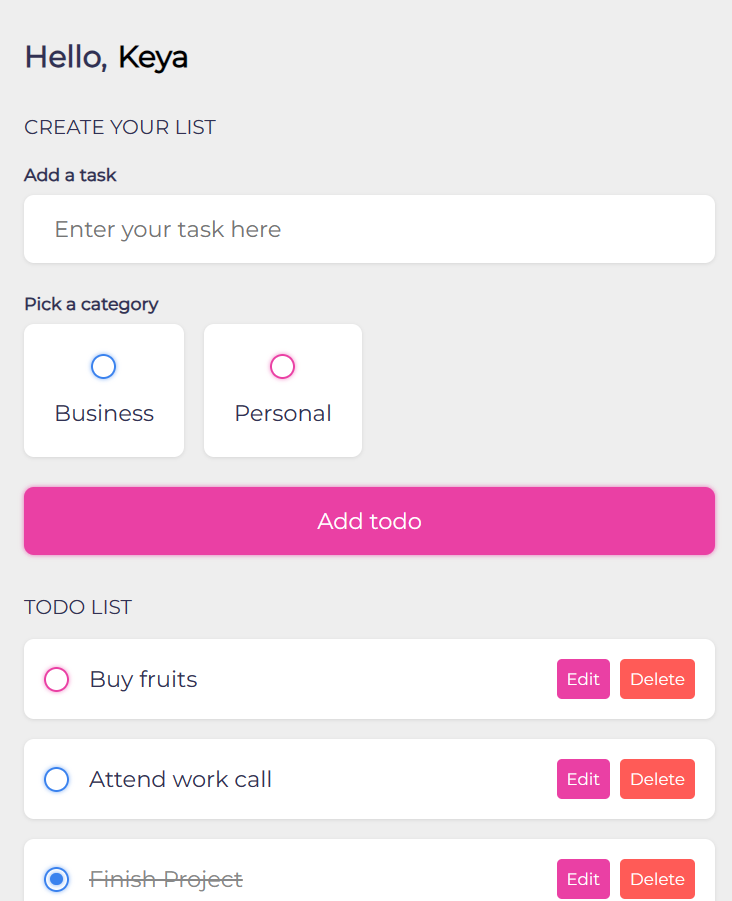 Hello, Keya
CREATE YOUR LIST
Add a task
Enter your task here
Pick a category
Business Personal
Add todo
TODO LIST
Buy fruits Edit Delete
Attend work call Edit Delete
Finish Project Edit Delete